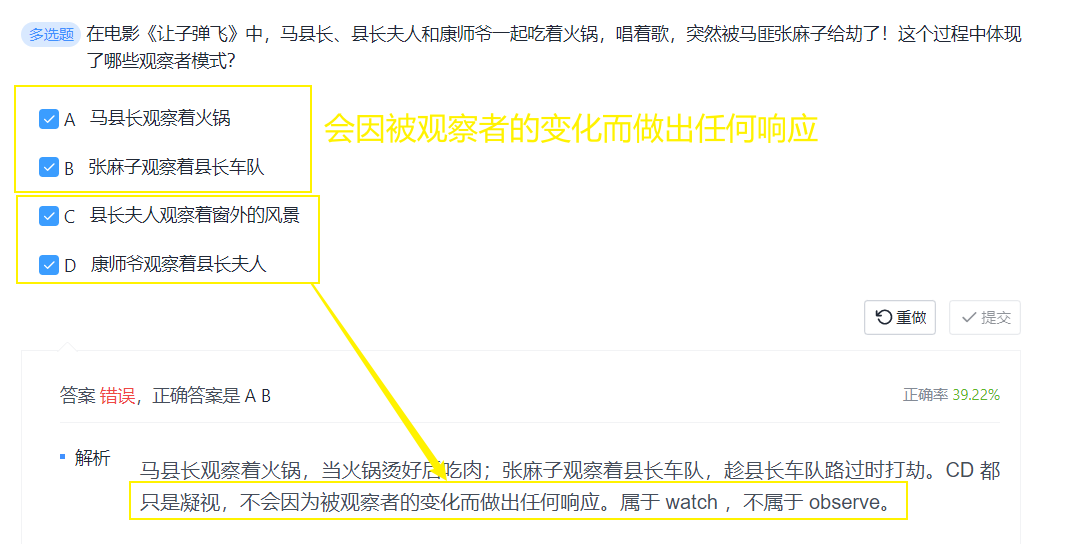 多选题 在电影《让子弹飞》中，马县长、县长夫人和康师爷一起吃着火锅，唱着歌，突然被马匪张麻子给劫了！这个过程中体现
了哪些观察者模式？
A 马县长观察着火锅
会因被观察者的变化而做出任何响应
B 张麻子观察着县长车队
C 县长夫人观察着窗外的风景
D 康师爷观察着县长夫人
重做 提交
答案 错误，正确答案是 A B 正确率 39.22%
解析
马县长观察着火锅，当火锅烫好后吃肉；张麻子观察着县长车队，趁县长车队路过时打劫。CD 都
只是凝视，不会因为被观察者的变化而做出任何响应。属于 watch ，不属于 observe。